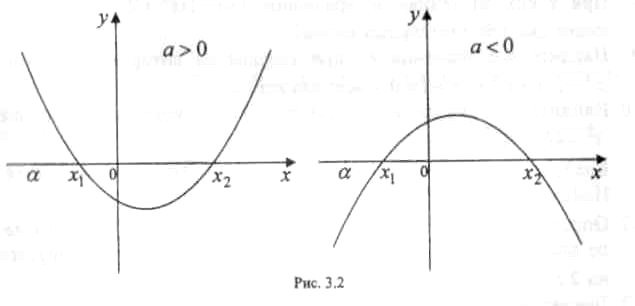 y
a > 0
α x₁ 0 x₂ x
y
a < 0
α x₁ 0 x₂ x
Рис. 3.2